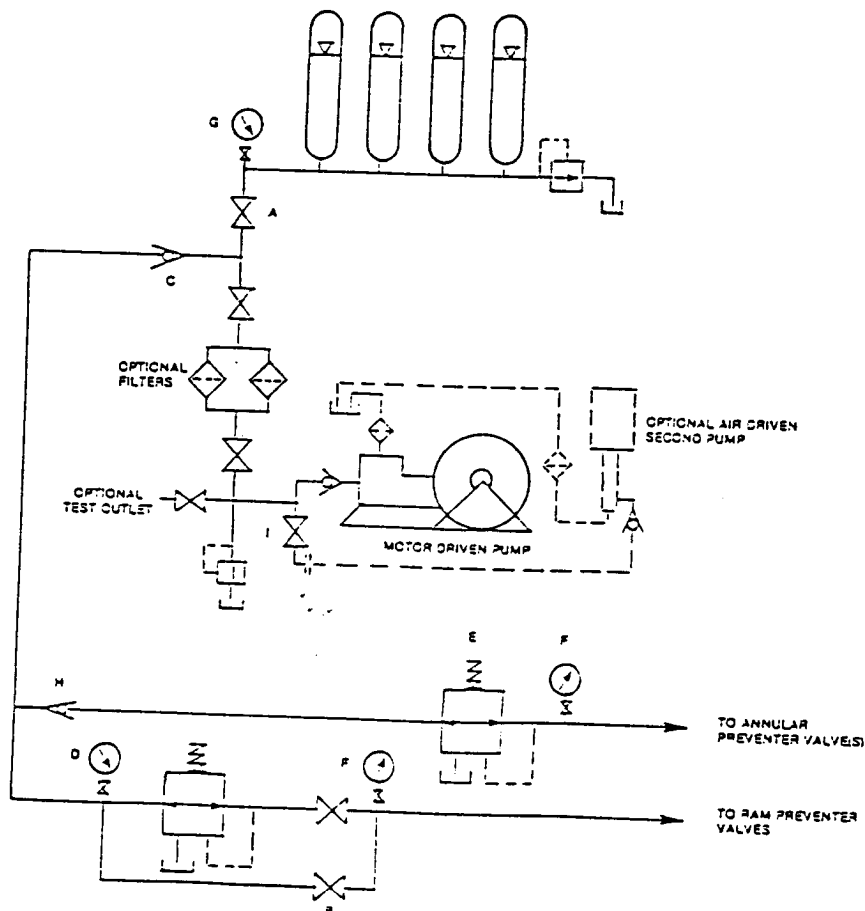 G
A
C
OPTIONAL
FILTERS
OPTIONAL AIR DRIVEN
SECOND PUMP
OPTIONAL
TEST OUTLET
I
MOTOR DRIVEN PUMP
E
F
H
TO ANNULAR
PREVENTER VALVE(S)
D
F
TO RAM PREVENTER
VALVES